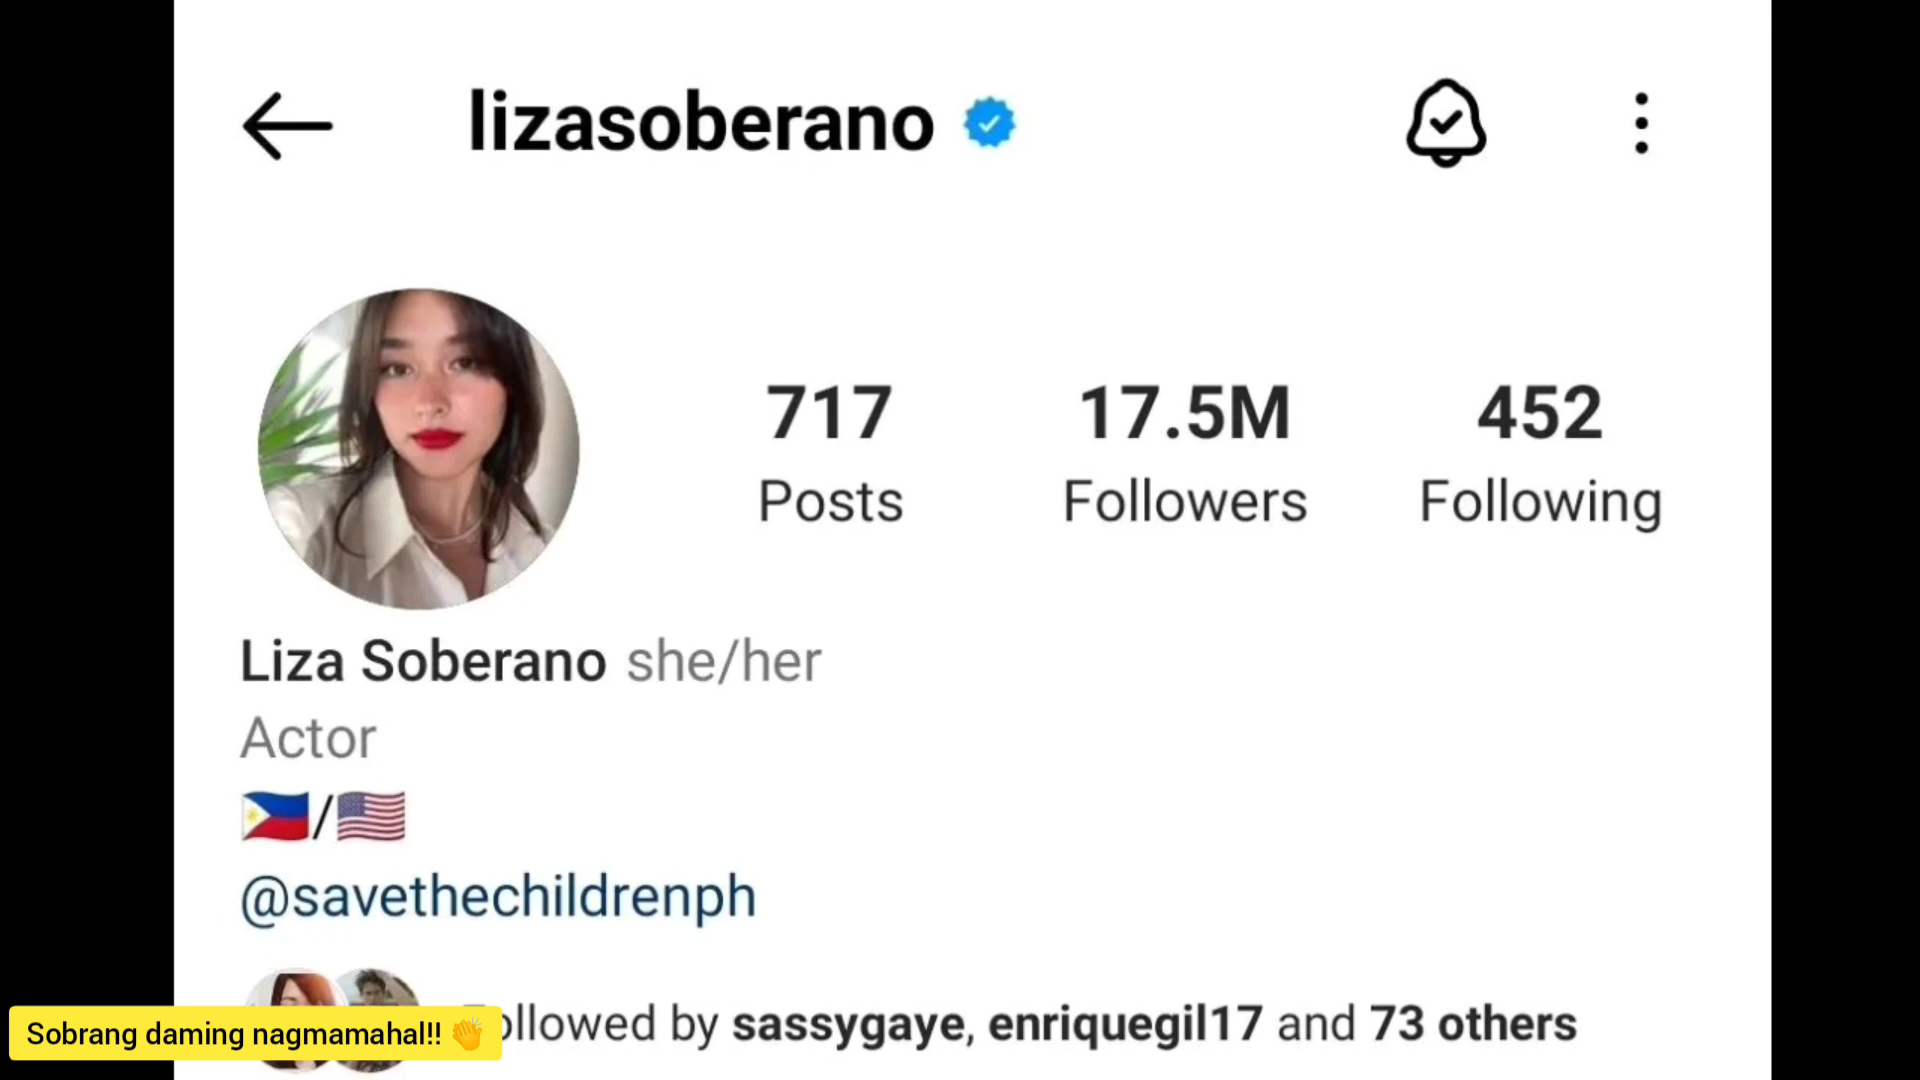 lizasoberano
717 17.5M 452
Posts Followers Following
Liza Soberano she/her
Actor
🇵🇭/🇺🇸
@savethechildrenph
ollowed by sassygaye, enriquegil17 and 73 others
Sobrang daming nagmamahal!! 👏